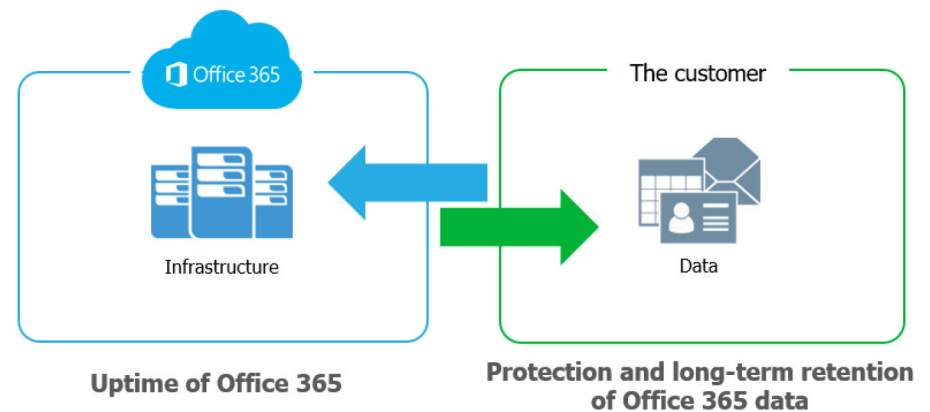 Office 365
The customer
Infrastructure
Data
Uptime of Office 365
Protection and long-term retention
of Office 365 data